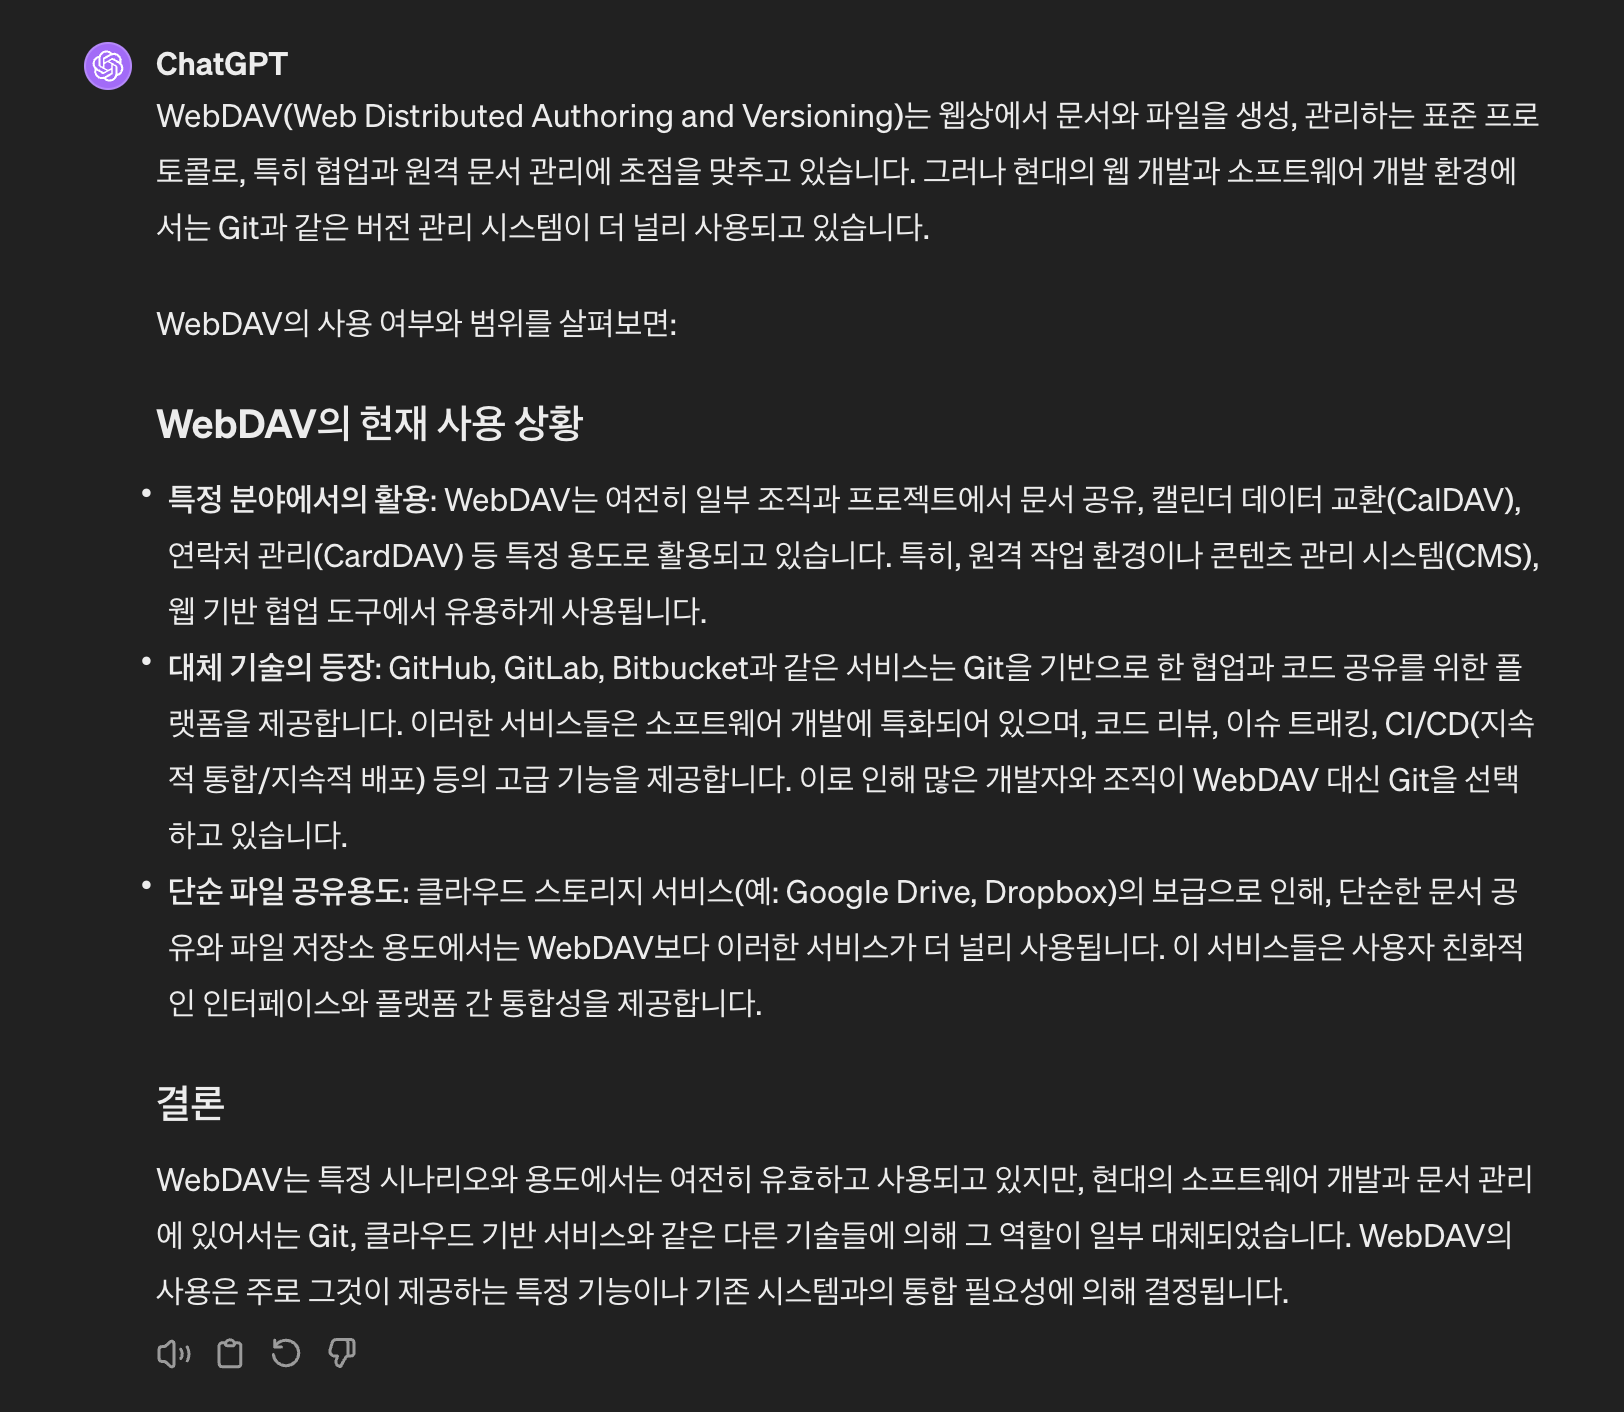 ChatGPT
WebDAV(Web Distributed Authoring and Versioning)는 웹상에서 문서와 파일을 생성, 관리하는 표준 프로
토콜로, 특히 협업과 원격 문서 관리에 초점을 맞추고 있습니다. 그러나 현대의 웹 개발과 소프트웨어 개발 환경에
서는 Git과 같은 버전 관리 시스템이 더 널리 사용되고 있습니다.
WebDAV의 사용 여부와 범위를 살펴보면:
WebDAV의 현재 사용 상황
• 특정 분야에서의 활용: WebDAV는 여전히 일부 조직과 프로젝트에서 문서 공유, 캘린더 데이터 교환(CalDAV),
연락처 관리(CardDAV) 등 특정 용도로 활용되고 있습니다. 특히, 원격 작업 환경이나 콘텐츠 관리 시스템(CMS),
웹 기반 협업 도구에서 유용하게 사용됩니다.
• 대체 기술의 등장: GitHub, GitLab, Bitbucket과 같은 서비스는 Git을 기반으로 한 협업과 코드 공유를 위한 플
랫폼을 제공합니다. 이러한 서비스들은 소프트웨어 개발에 특화되어 있으며, 코드 리뷰, 이슈 트래킹, CI/CD(지속
적 통합/지속적 배포) 등의 고급 기능을 제공합니다. 이로 인해 많은 개발자와 조직이 WebDAV 대신 Git을 선택
하고 있습니다.
• 단순 파일 공유용도: 클라우드 스토리지 서비스(예: Google Drive, Dropbox)의 보급으로 인해, 단순한 문서 공
유와 파일 저장소 용도에서는 WebDAV보다 이러한 서비스가 더 널리 사용됩니다. 이 서비스들은 사용자 친화적
인 인터페이스와 플랫폼 간 통합성을 제공합니다.
결론
WebDAV는 특정 시나리오와 용도에서는 여전히 유효하고 사용되고 있지만, 현대의 소프트웨어 개발과 문서 관리
에 있어서는 Git, 클라우드 기반 서비스와 같은 다른 기술들에 의해 그 역할이 일부 대체되었습니다. WebDAV의
사용은 주로 그것이 제공하는 특정 기능이나 기존 시스템과의 통합 필요성에 의해 결정됩니다.